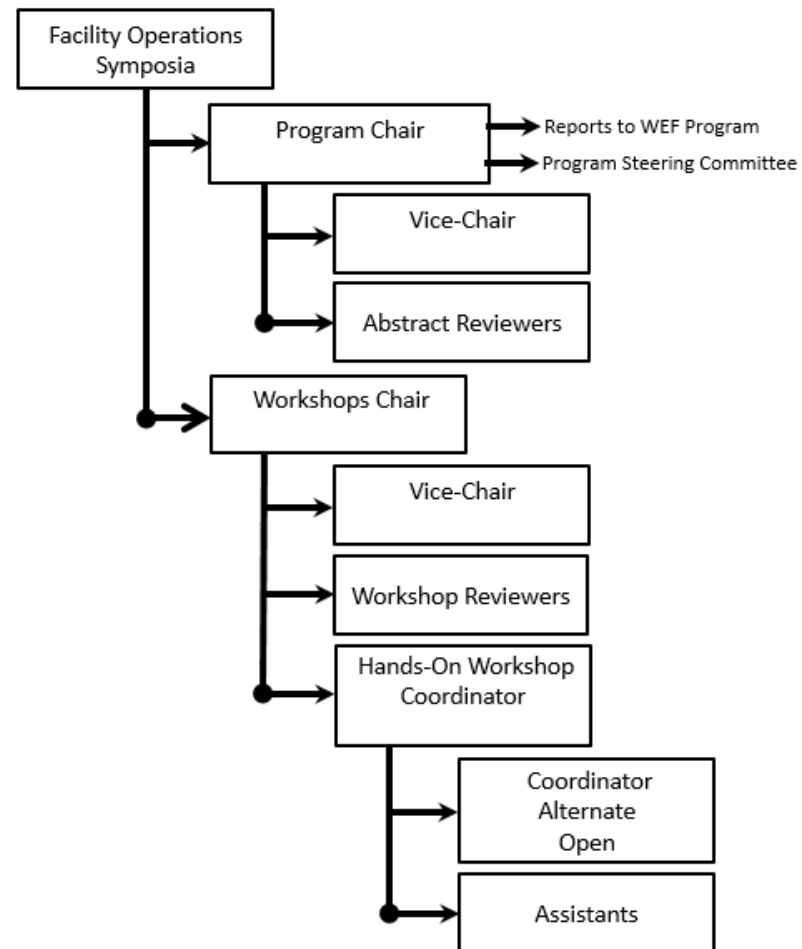 Facility Operations
Symposia
Program Chair
Reports to WEF Program
Program Steering Committee
Vice-Chair
Abstract Reviewers
Workshops Chair
Vice-Chair
Workshop Reviewers
Hands-On Workshop
Coordinator
Coordinator
Alternate
Open
Assistants